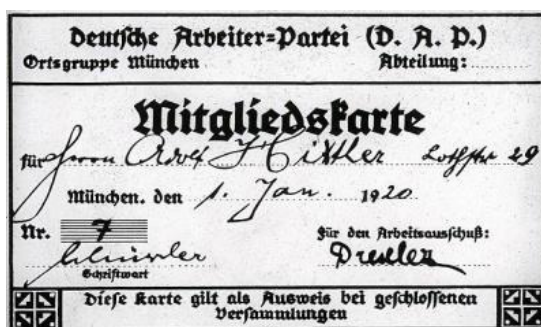 Deutsche Arbeiter=Partei (D. A. P.)
Ortsgruppe München Abteilung:
Mitgliedskarte
für Herrn Adolf Hittler Lothstr 29
München. den 1. Jan. 1920
Nr. 7 Für den Arbeitsausschuß:
Schüssler Drexler
Schriftwart
Diese Karte gilt als Ausweis bei geschlossenen
Versammlungen